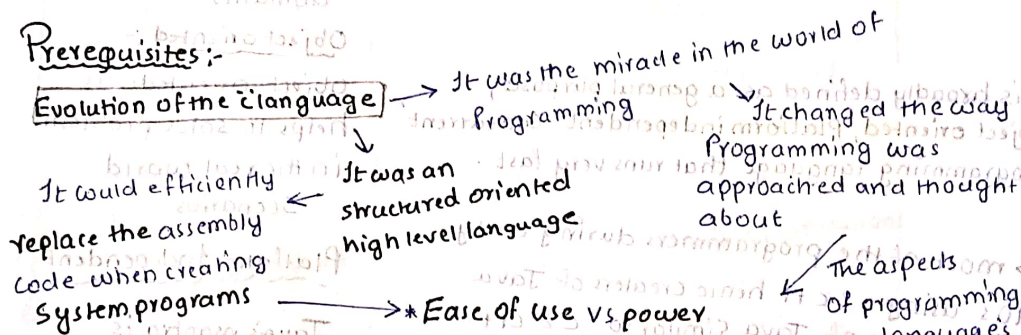 Prerequisites:-
Evolution of the 'c' language → It was the miracle in the world of
Programming
It changed the way
Programming was
approached and thought
about
It was an
structured oriented
high level language
It could efficiently
replace the assembly
code when creating
System programs
* Ease of use vs power
The aspects
of programming
languages